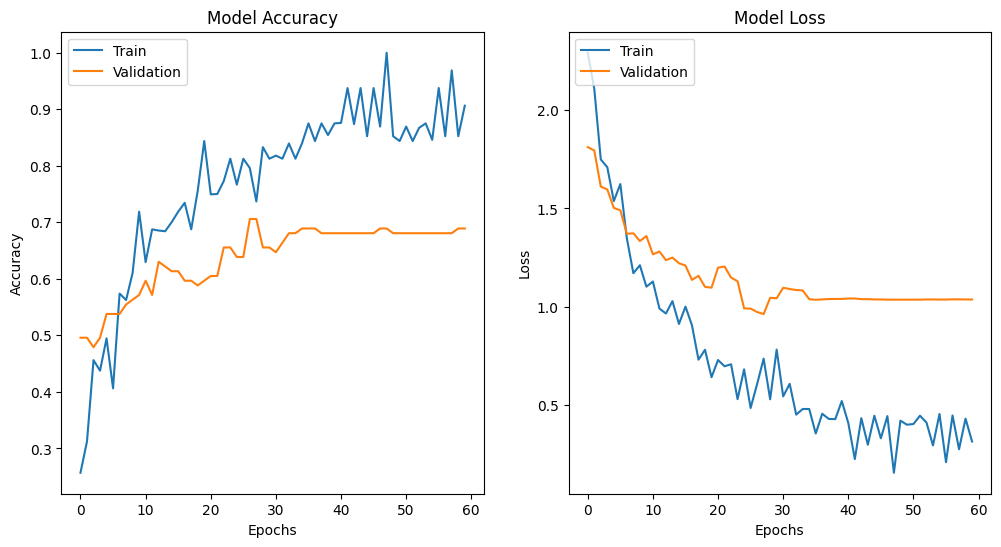 Model Accuracy
Train
Validation
1.0
0.9
0.8
0.7
0.6
0.5
0.4
0.3
Accuracy
0 10 20 30 40 50 60
Epochs
Model Loss
Train
Validation
2.0
1.5
1.0
0.5
Loss
0 10 20 30 40 50 60
Epochs